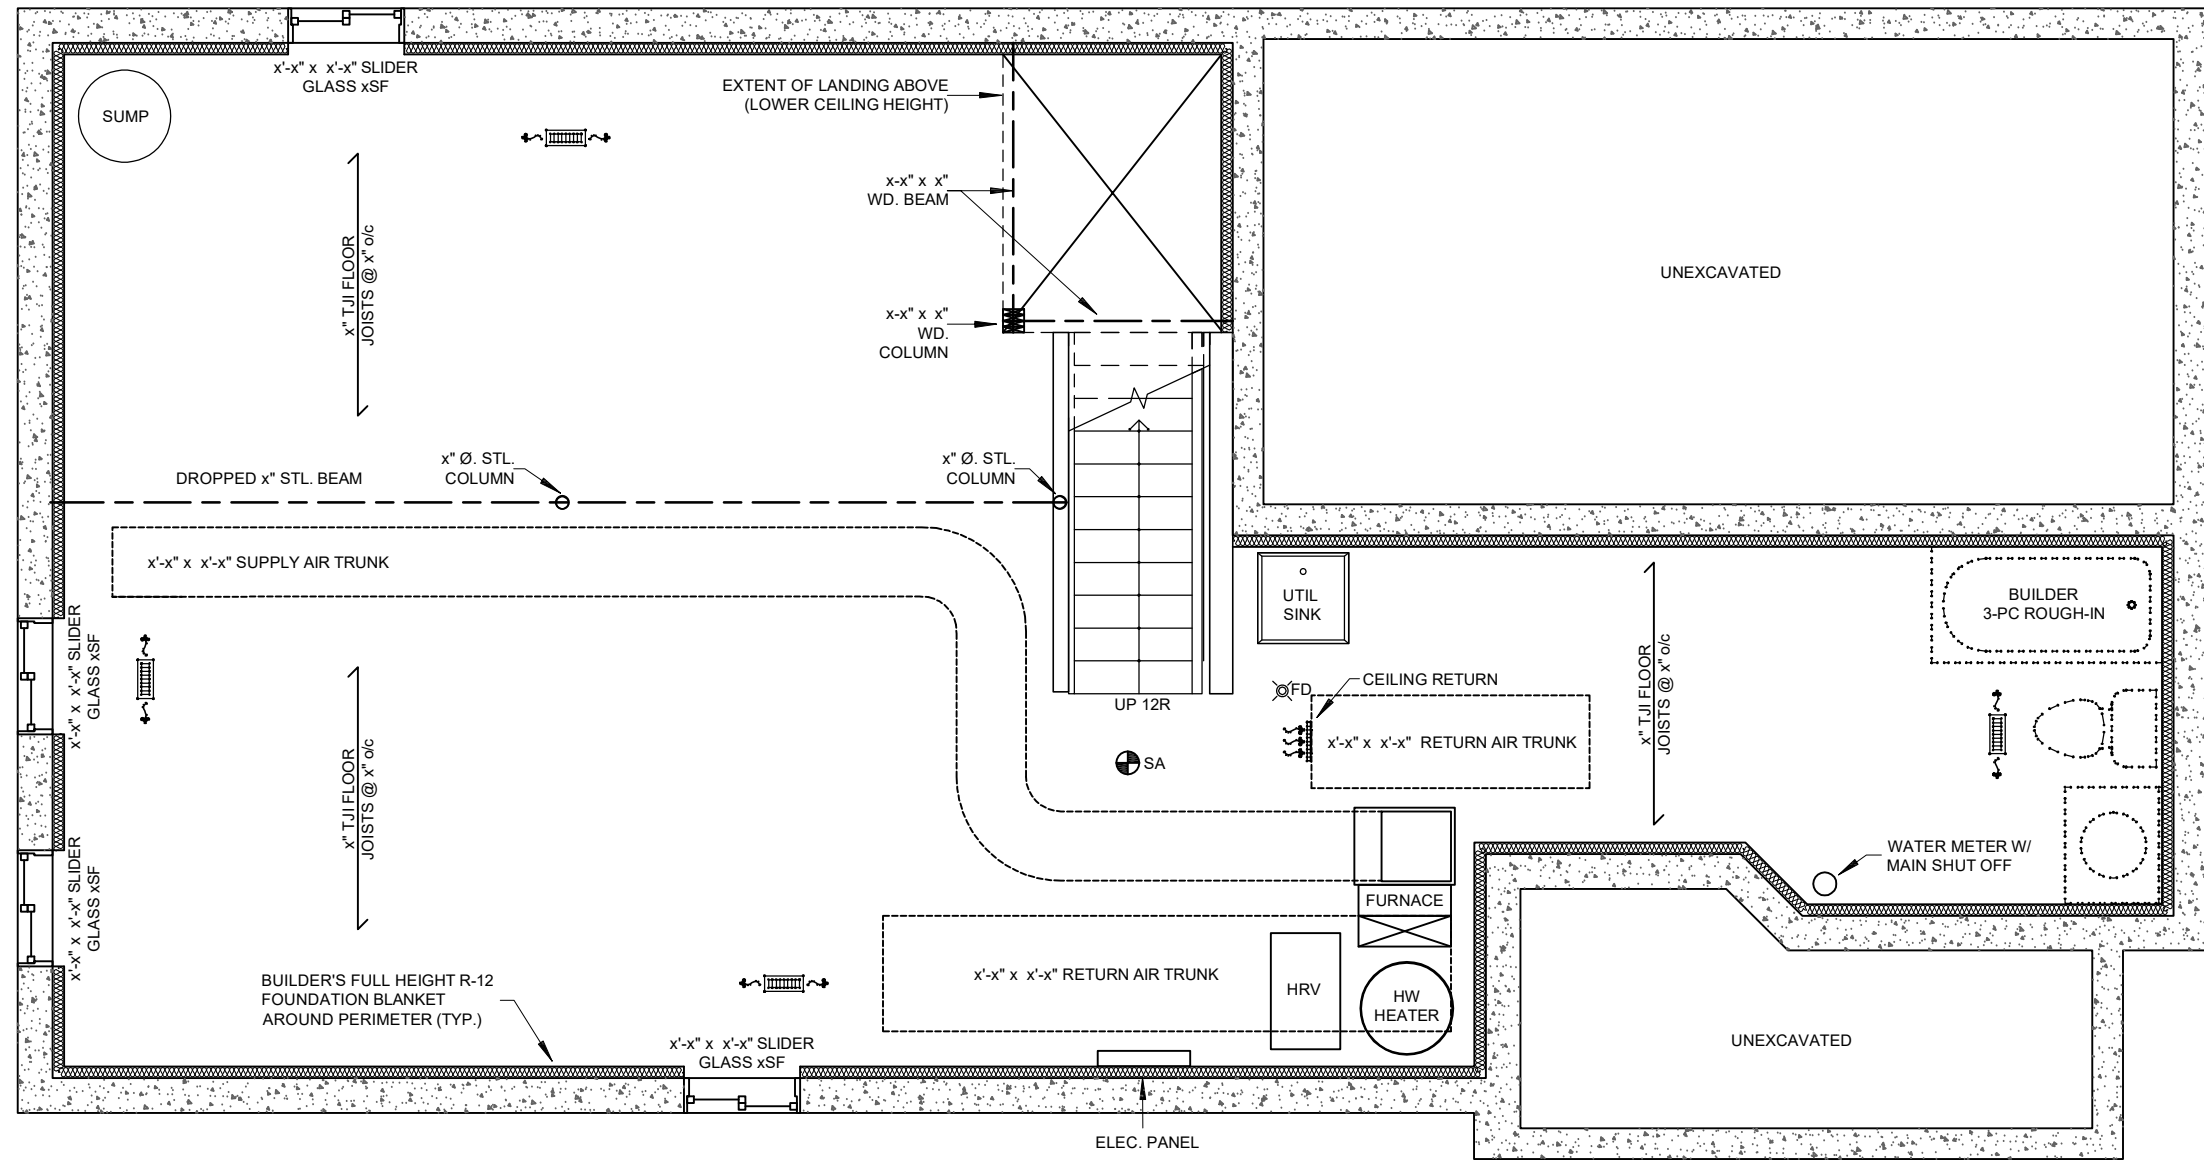 x'-x" x x'-x" SLIDER
GLASS xSF
SUMP
EXTENT OF LANDING ABOVE
(LOWER CEILING HEIGHT)
x-x" x x"
WD. BEAM
x" TJI FLOOR
JOISTS @ x" o/c
x-x" x x"
WD.
COLUMN
UNEXCAVATED
DROPPED x" STL. BEAM
x" Ø. STL.
COLUMN
x" Ø. STL.
COLUMN
x'-x" x x'-x" SUPPLY AIR TRUNK
UTIL
SINK
BUILDER
3-PC ROUGH-IN
x'-x" x x'-x" SLIDER
GLASS xSF
FD
CEILING RETURN
UP 12R
x'-x" x x'-x" RETURN AIR TRUNK
x" TJI FLOOR
JOISTS @ x" o/c
SA
x" TJI FLOOR
JOISTS @ x" o/c
x'-x" x x'-x" SLIDER
GLASS xSF
WATER METER W/
MAIN SHUT OFF
FURNACE
x'-x" x x'-x" RETURN AIR TRUNK
HRV
HW
HEATER
BUILDER'S FULL HEIGHT R-12
FOUNDATION BLANKET
AROUND PERIMETER (TYP.)
x'-x" x x'-x" SLIDER
GLASS xSF
UNEXCAVATED
ELEC. PANEL